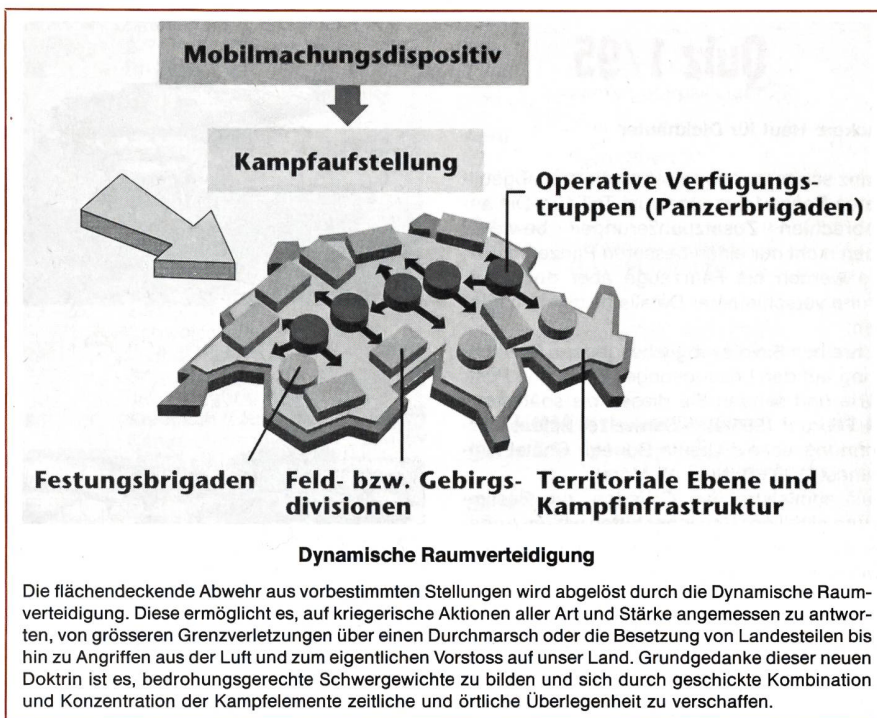 Mobilmachungsdispositiv
Kampfaufstellung
Operative Verfügungs-
truppen (Panzerbrigaden)
Festungsbrigaden
Feld- bzw. Gebirgs-
divisionen
Territoriale Ebene und
Kampfinfrastruktur
Dynamische Raumverteidigung
Die flächendeckende Abwehr aus vorbestimmten Stellungen wird abgelöst durch die Dynamische Raum-
verteidigung. Diese ermöglicht es, auf kriegerische Aktionen aller Art und Stärke angemessen zu antwor-
ten, von grösseren Grenzverletzungen über einen Durchmarsch oder die Besetzung von Landesteilen bis
hin zu Angriffen aus der Luft und zum eigentlichen Vorstoss auf unser Land. Grundgedanke dieser neuen
Doktrin ist es, bedrohungsgerechte Schwergewichte zu bilden und sich durch geschickte Kombination
und Konzentration der Kampfelemente zeitliche und örtliche Überlegenheit zu verschaffen.